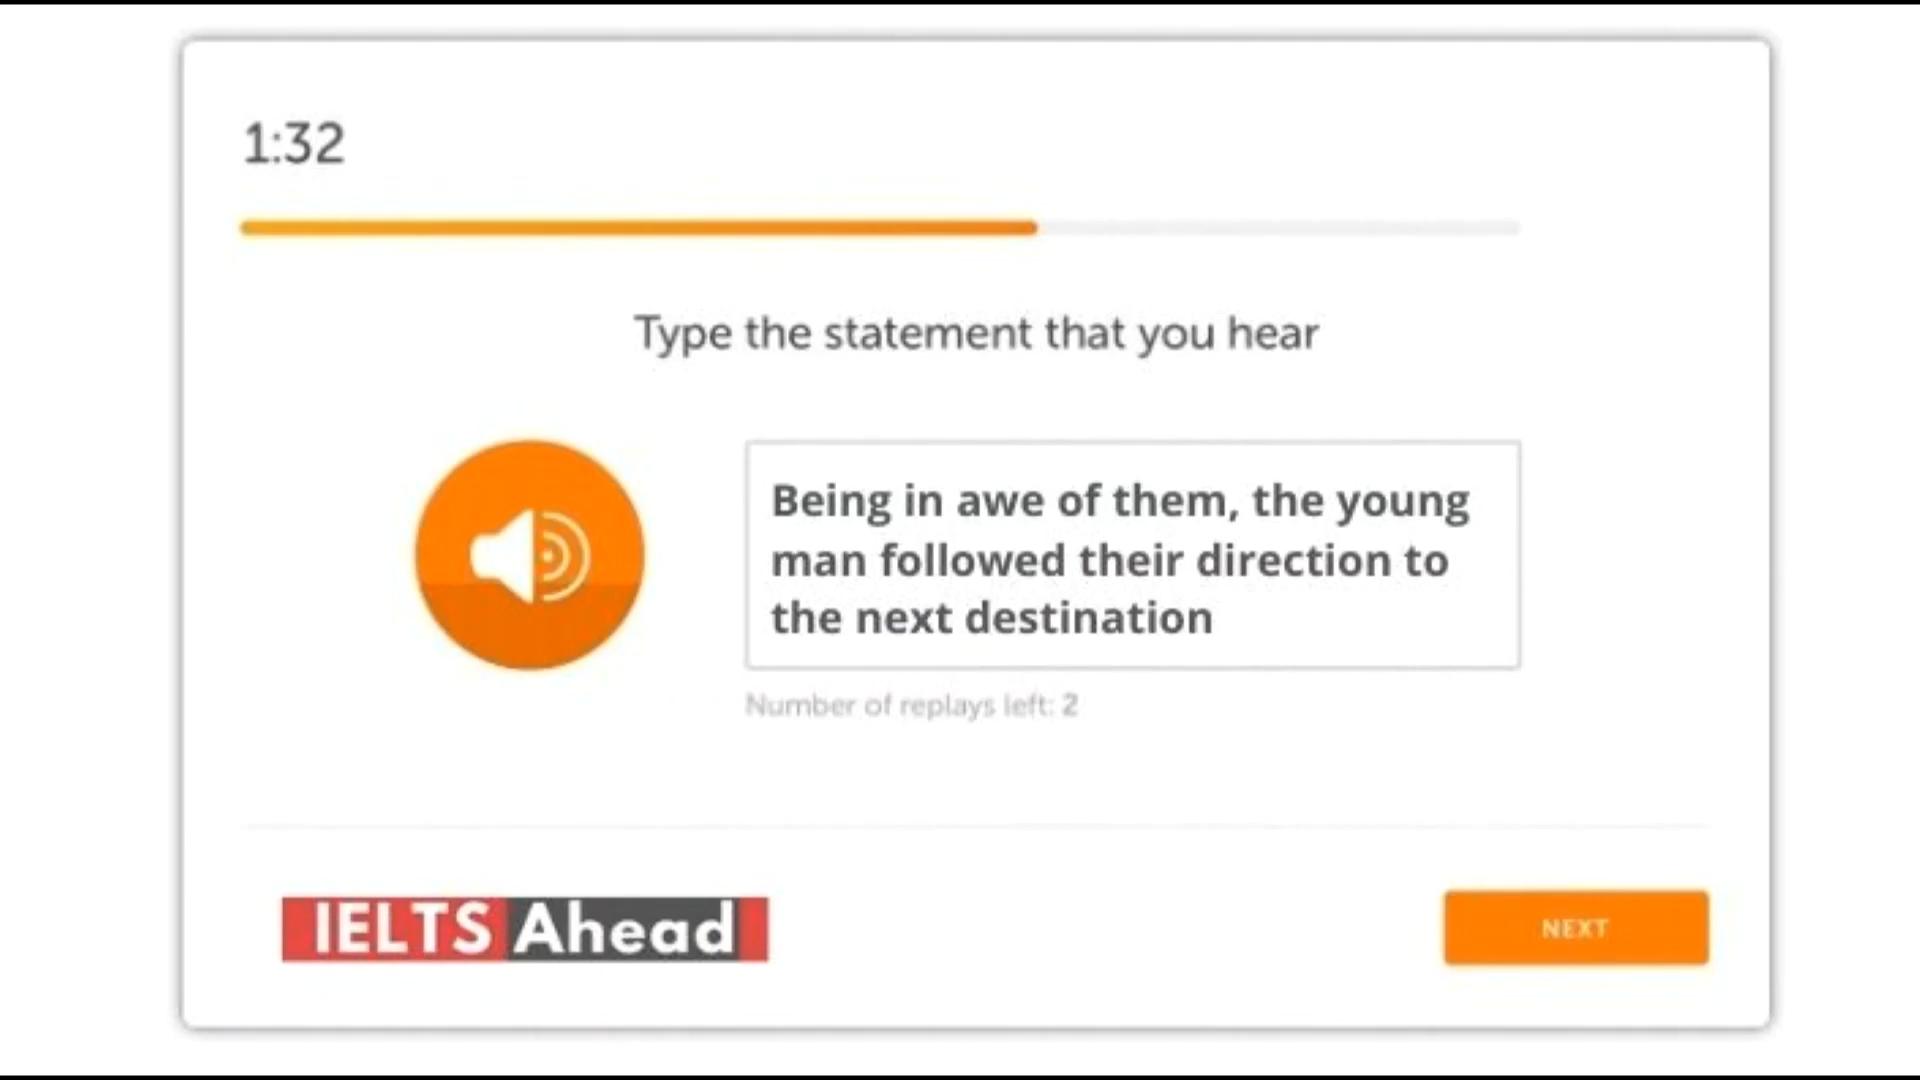 1:32
Type the statement that you hear
Being in awe of them, the young
man followed their direction to
the next destination
Number of replays left: 2
IELTS Ahead
NEXT